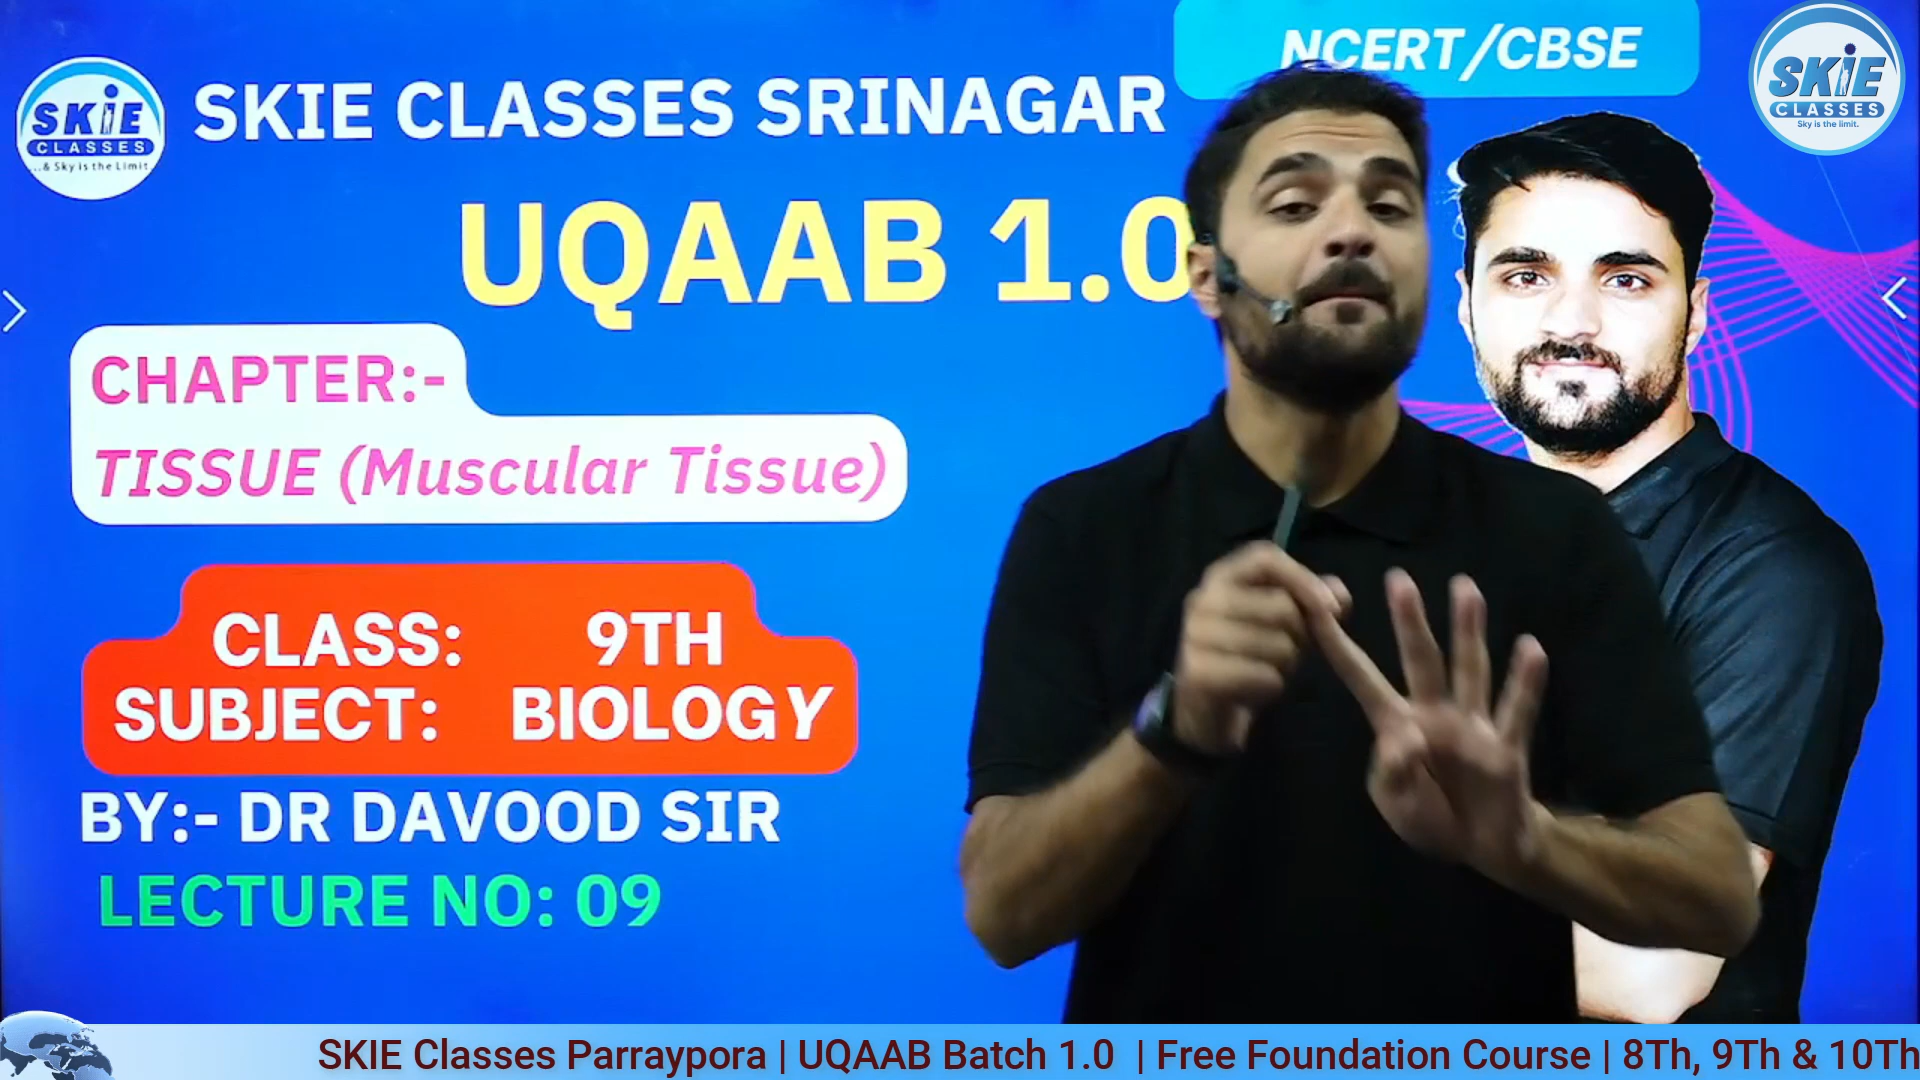 NCERT/CBSE
SKIE
CLASSES
Sky is the limit.
SKIE
CLASSES
...& Sky is the Limit
SKIE CLASSES SRINAGAR
UQAAB 1.0
CHAPTER:-
TISSUE (Muscular Tissue)
CLASS: 9TH
SUBJECT: BIOLOGY
BY:- DR DAVOOD SIR
LECTURE NO: 09
SKIE Classes Parraypora | UQAAB Batch 1.0 | Free Foundation Course | 8Th, 9Th & 10Th